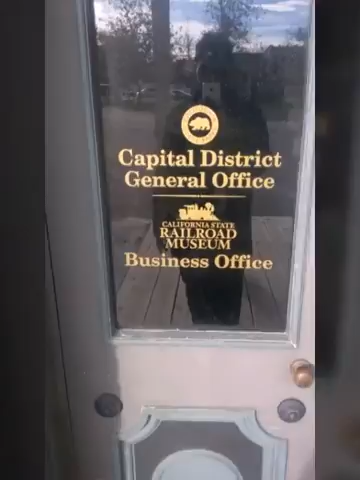 Capital District
General Office
CALIFORNIA STATE
RAILROAD
MUSEUM
Business Office